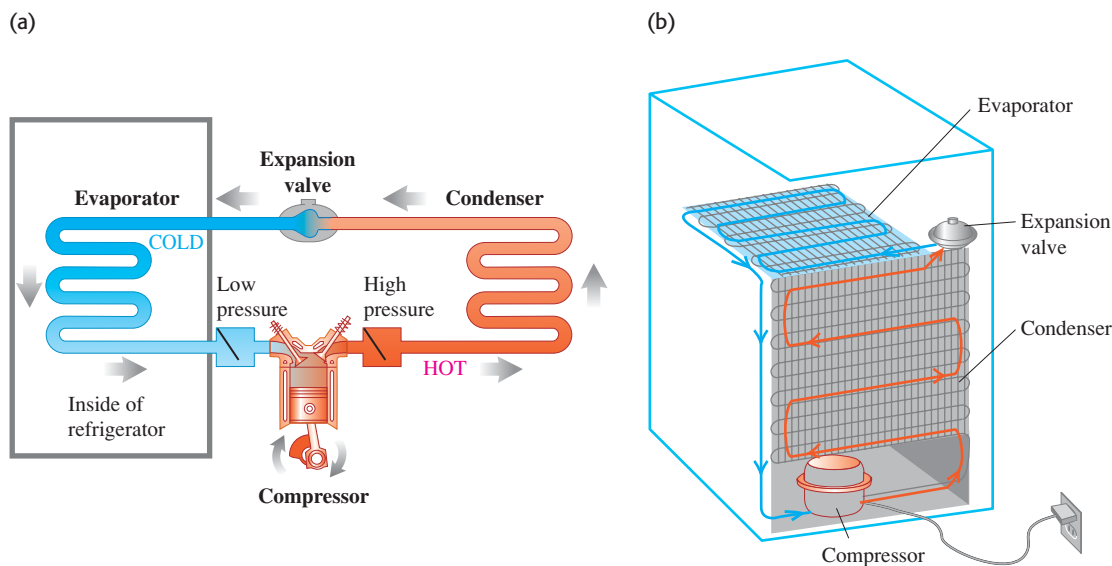 (a)
Expansion
valve
Evaporator
Condenser
COLD
Low
pressure
High
pressure
HOT
Inside of
refrigerator
Compressor
(b)
Evaporator
Expansion
valve
Condenser
Compressor